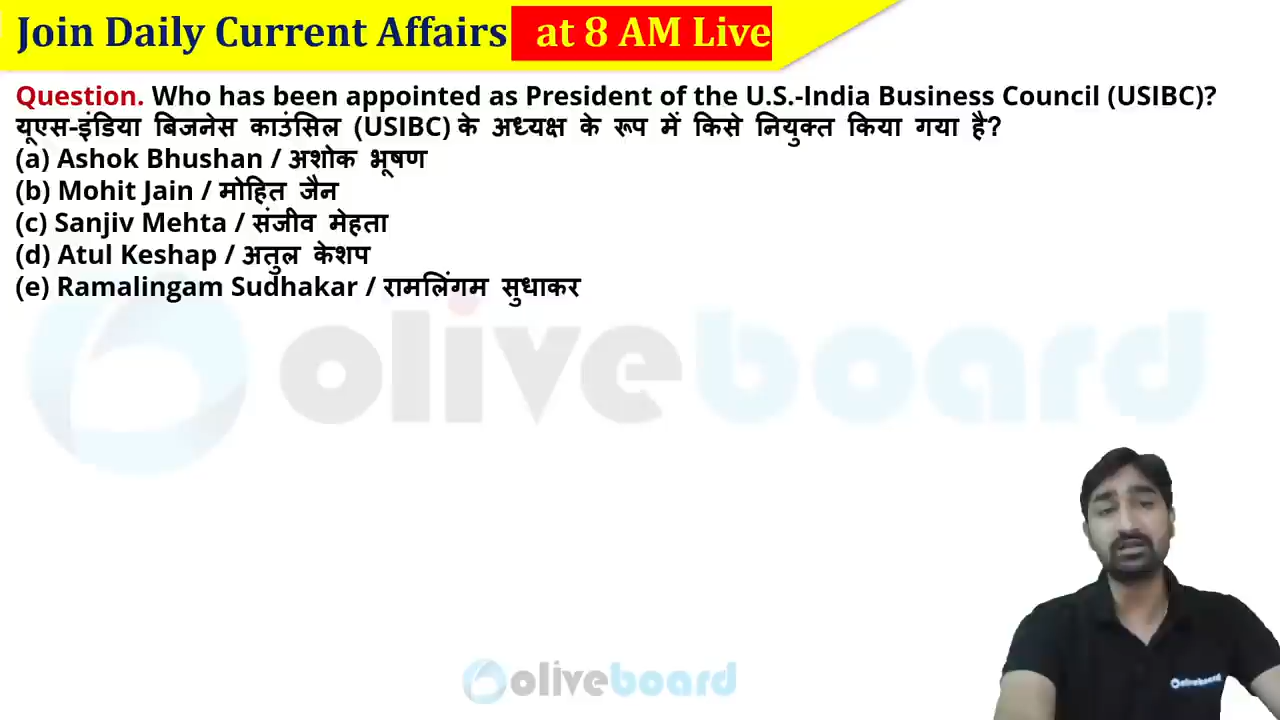 Join Daily Current Affairs at 8 AM Live
Question. Who has been appointed as President of the U.S.-India Business Council (USIBC)?
यूएस-इंडिया बिजनेस काउंसिल (USIBC) के अध्यक्ष के रूप में किसे नियुक्त किया गया है?
(a) Ashok Bhushan / अशोक भूषण
(b) Mohit Jain / मोहित जैन
(c) Sanjiv Mehta / संजीव मेहता
(d) Atul Keshap / अतुल केशप
(e) Ramalingam Sudhakar / रामलिंगम सुधाकर
oliveboard
oliveboard
oliveboard